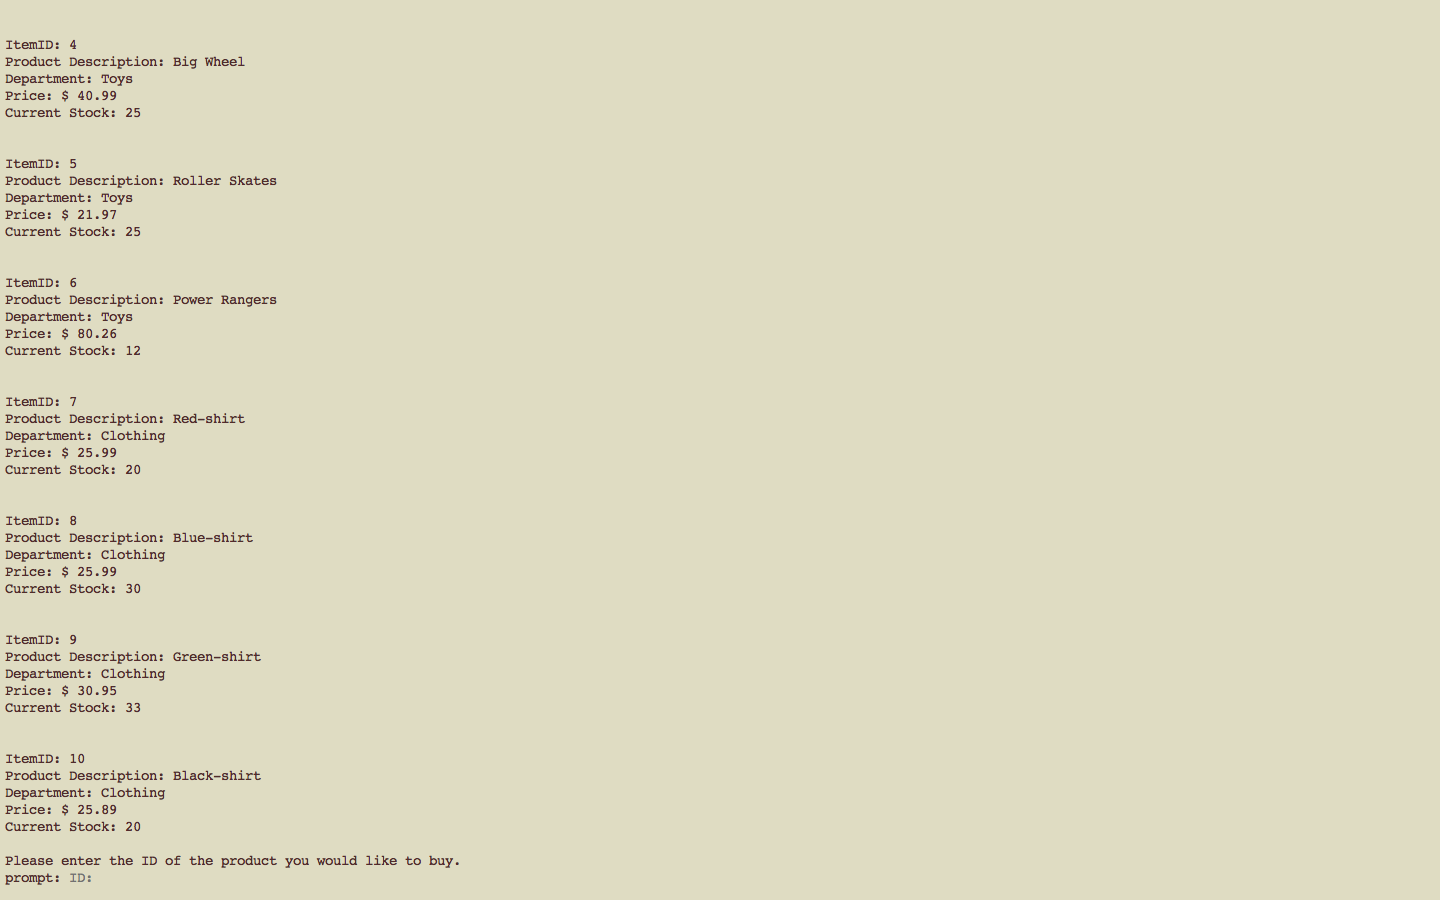 ItemID: 4
Product Description: Big Wheel
Department: Toys
Price: $ 40.99
Current Stock: 25
ItemID: 5
Product Description: Roller Skates
Department: Toys
Price: $ 21.97
Current Stock: 25
ItemID: 6
Product Description: Power Rangers
Department: Toys
Price: $ 80.26
Current Stock: 12
ItemID: 7
Product Description: Red-shirt
Department: Clothing
Price: $ 25.99
Current Stock: 20
ItemID: 8
Product Description: Blue-shirt
Department: Clothing
Price: $ 25.99
Current Stock: 30
ItemID: 9
Product Description: Green-shirt
Department: Clothing
Price: $ 30.95
Current Stock: 33
ItemID: 10
Product Description: Black-shirt
Department: Clothing
Price: $ 25.89
Current Stock: 20
Please enter the ID of the product you would like to buy.
prompt: ID: